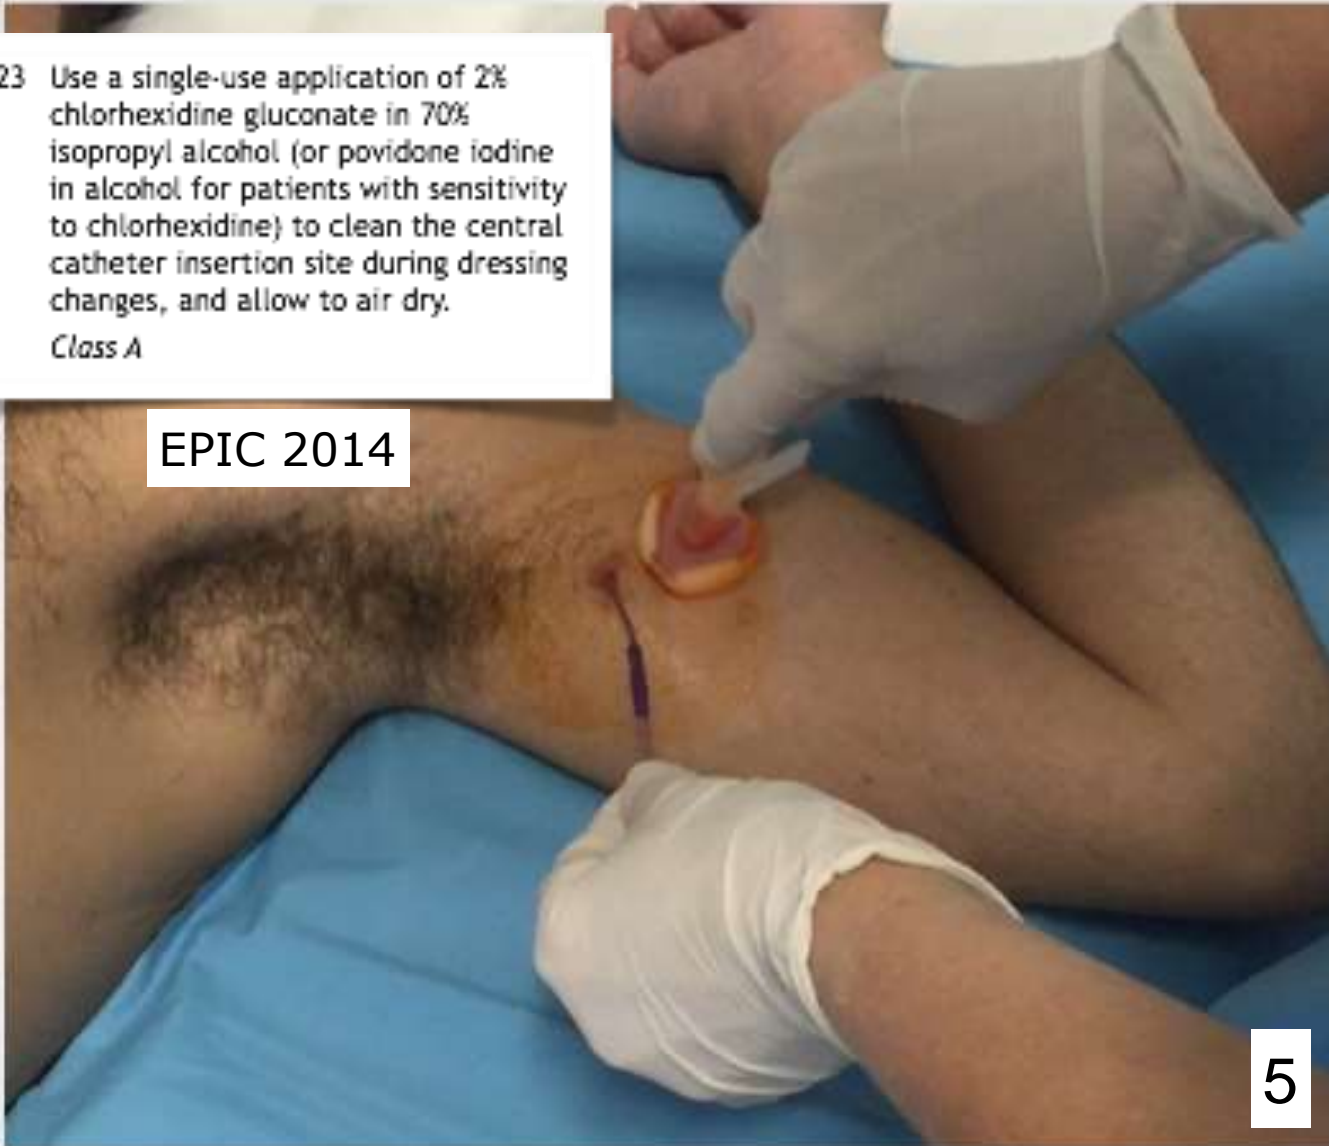 23 Use a single-use application of 2%
chlorhexidine gluconate in 70%
isopropyl alcohol (or povidone iodine
in alcohol for patients with sensitivity
to chlorhexidine) to clean the central
catheter insertion site during dressing
changes, and allow to air dry.
Class A
EPIC 2014
5